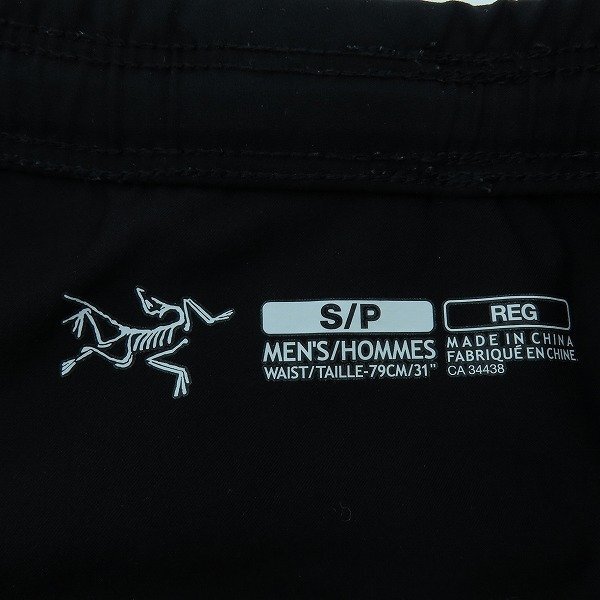 S/P
MEN'S/HOMMES
WAIST/TAILLE-79CM/31"
REG
MADE IN CHINA
FABRIQUÉ EN CHINE
CA 34438